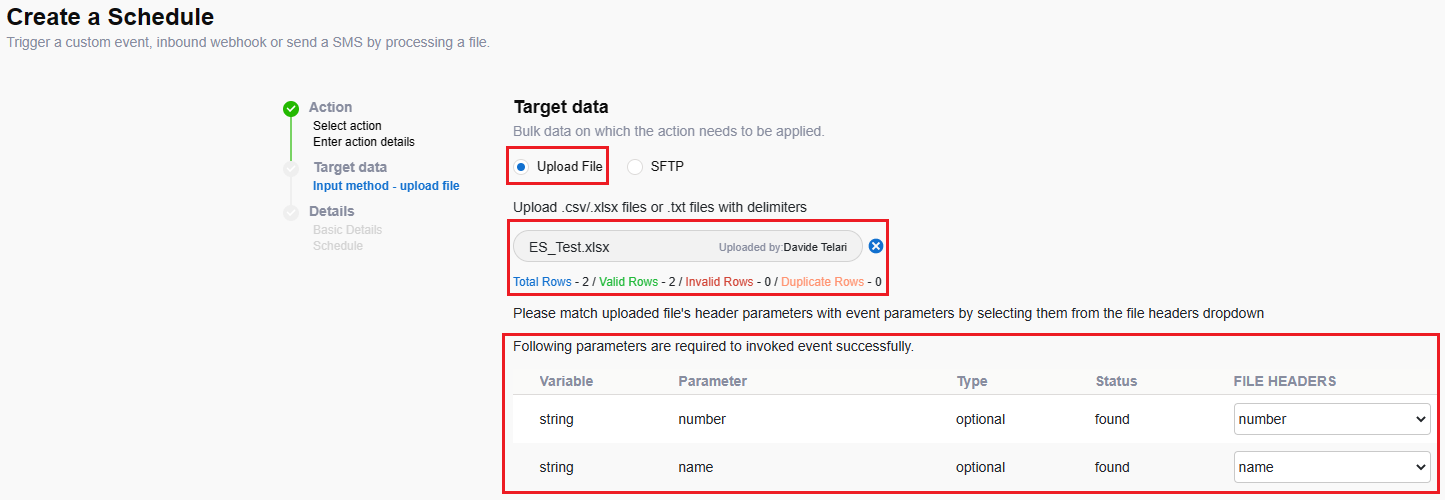 Create a Schedule
Trigger a custom event, inbound webhook or send a SMS by processing a file.
Action
Select action
Enter action details
Target data
Input method - upload file
Details
Basic Details
Schedule
Target data
Bulk data on which the action needs to be applied.
Upload File SFTP
Upload .csv/.xlsx files or .txt files with delimiters
ES_Test.xlsx Uploaded by:Davide Telari
Total Rows - 2 / Valid Rows - 2 / Invalid Rows - 0 / Duplicate Rows - 0
Please match uploaded file's header parameters with event parameters by selecting them from the file headers dropdown
Following parameters are required to invoked event successfully.
Variable Parameter Type Status FILE HEADERS
string number optional found number
string name optional found name